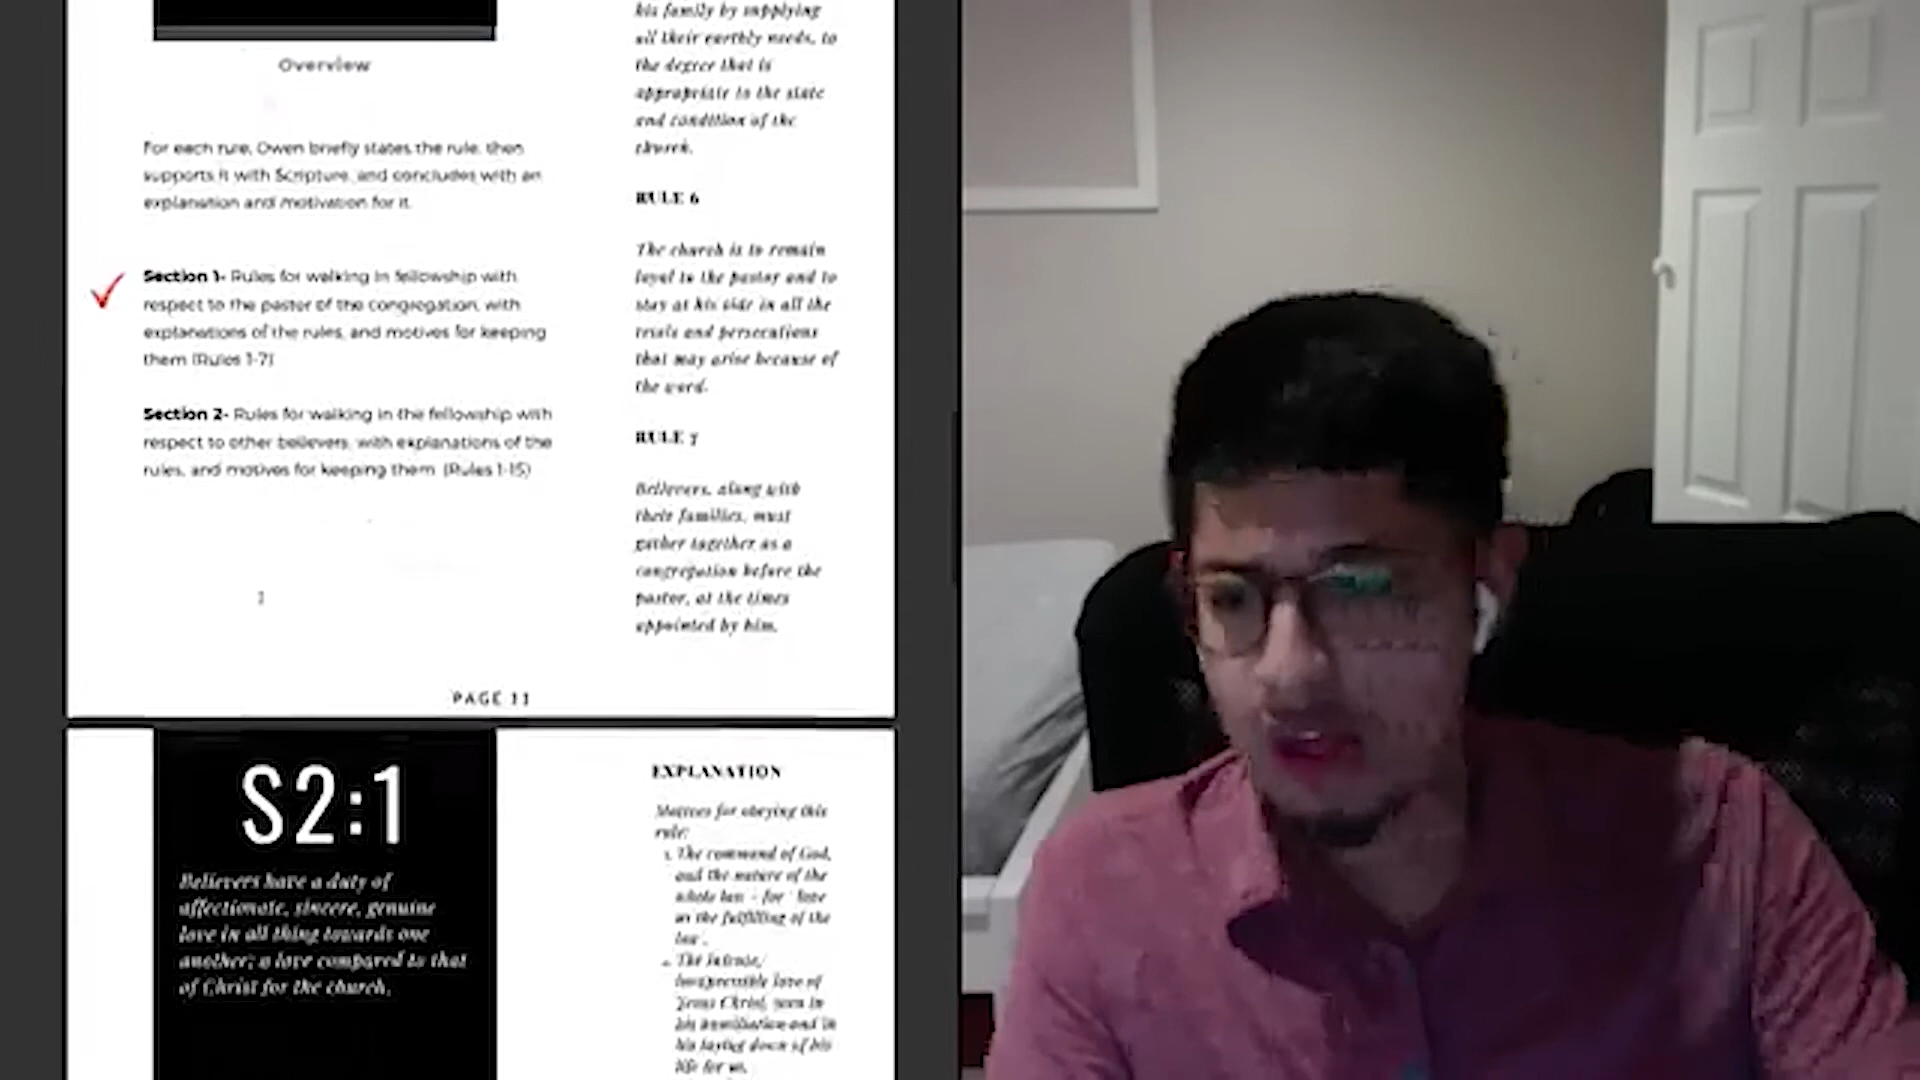 Overview
For each rule, Owen briefly states the rule, then
supports it with Scripture, and concludes with an
explanation and motivation for it.
Section 1- Rules for walking in fellowship with
respect to the pastor of the congregation, with
explanations of the rules, and motives for keeping
them (Rules 1-7)
Section 2- Rules for walking in the fellowship with
respect to other believers, with explanations of the
rules, and motives for keeping them (Rules 1-15)
his family by supplying
all their earthly needs, to
the degree that is
appropriate to the state
and condition of the
church.
RULE 6
The church is to remain
loyal to the pastor and to
stay at his side in all the
trials and persecutions
that may arise because of
the word.
RULE 7
Believers, along with
their families, must
gather together as a
congregation before the
pastor, at the times
appointed by him.
PAGE 11
S2:1
Believers have a duty of
affectionate, sincere, genuine
love in all thing towards one
another; a love compared to that
of Christ for the church.
EXPLANATION
Motives for obeying this
rule:
1. The command of God,
and the nature of the
whole law - for 'love
is the fulfilling of the
law'.
2. The infinite,
inexpressible love of
Jesus Christ, seen in
his humiliation and in
his laying down of his
life for us.